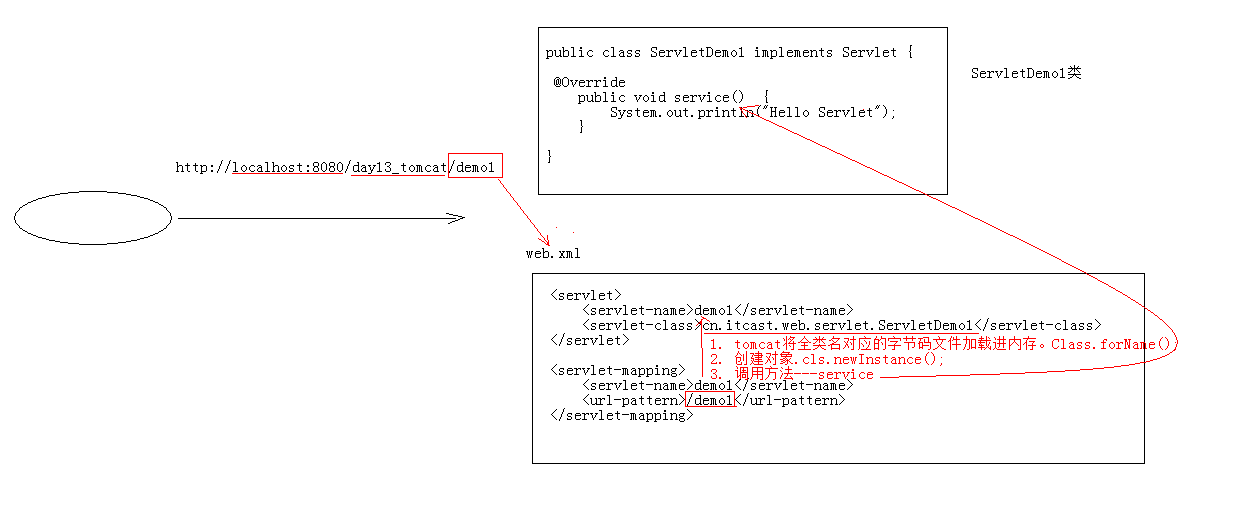 public class ServletDemo1 implements Servlet {
@Override
public void service()  {
System.out.println("Hello Servlet");
}
}
ServletDemo1类
http://localhost:8080/day13_tomcat/demo1
web.xml
<servlet>
<servlet-name>demo1</servlet-name>
<servlet-class>cn.itcast.web.servlet.ServletDemo1</servlet-class>
</servlet>
1. tomcat将全类名对应的字节码文件加载进内存。Class.forName()
2. 创建对象.cls.newInstance();
3. 调用方法---service
<servlet-mapping>
<servlet-name>demo1</servlet-name>
<url-pattern>/demo1</url-pattern>
</servlet-mapping>